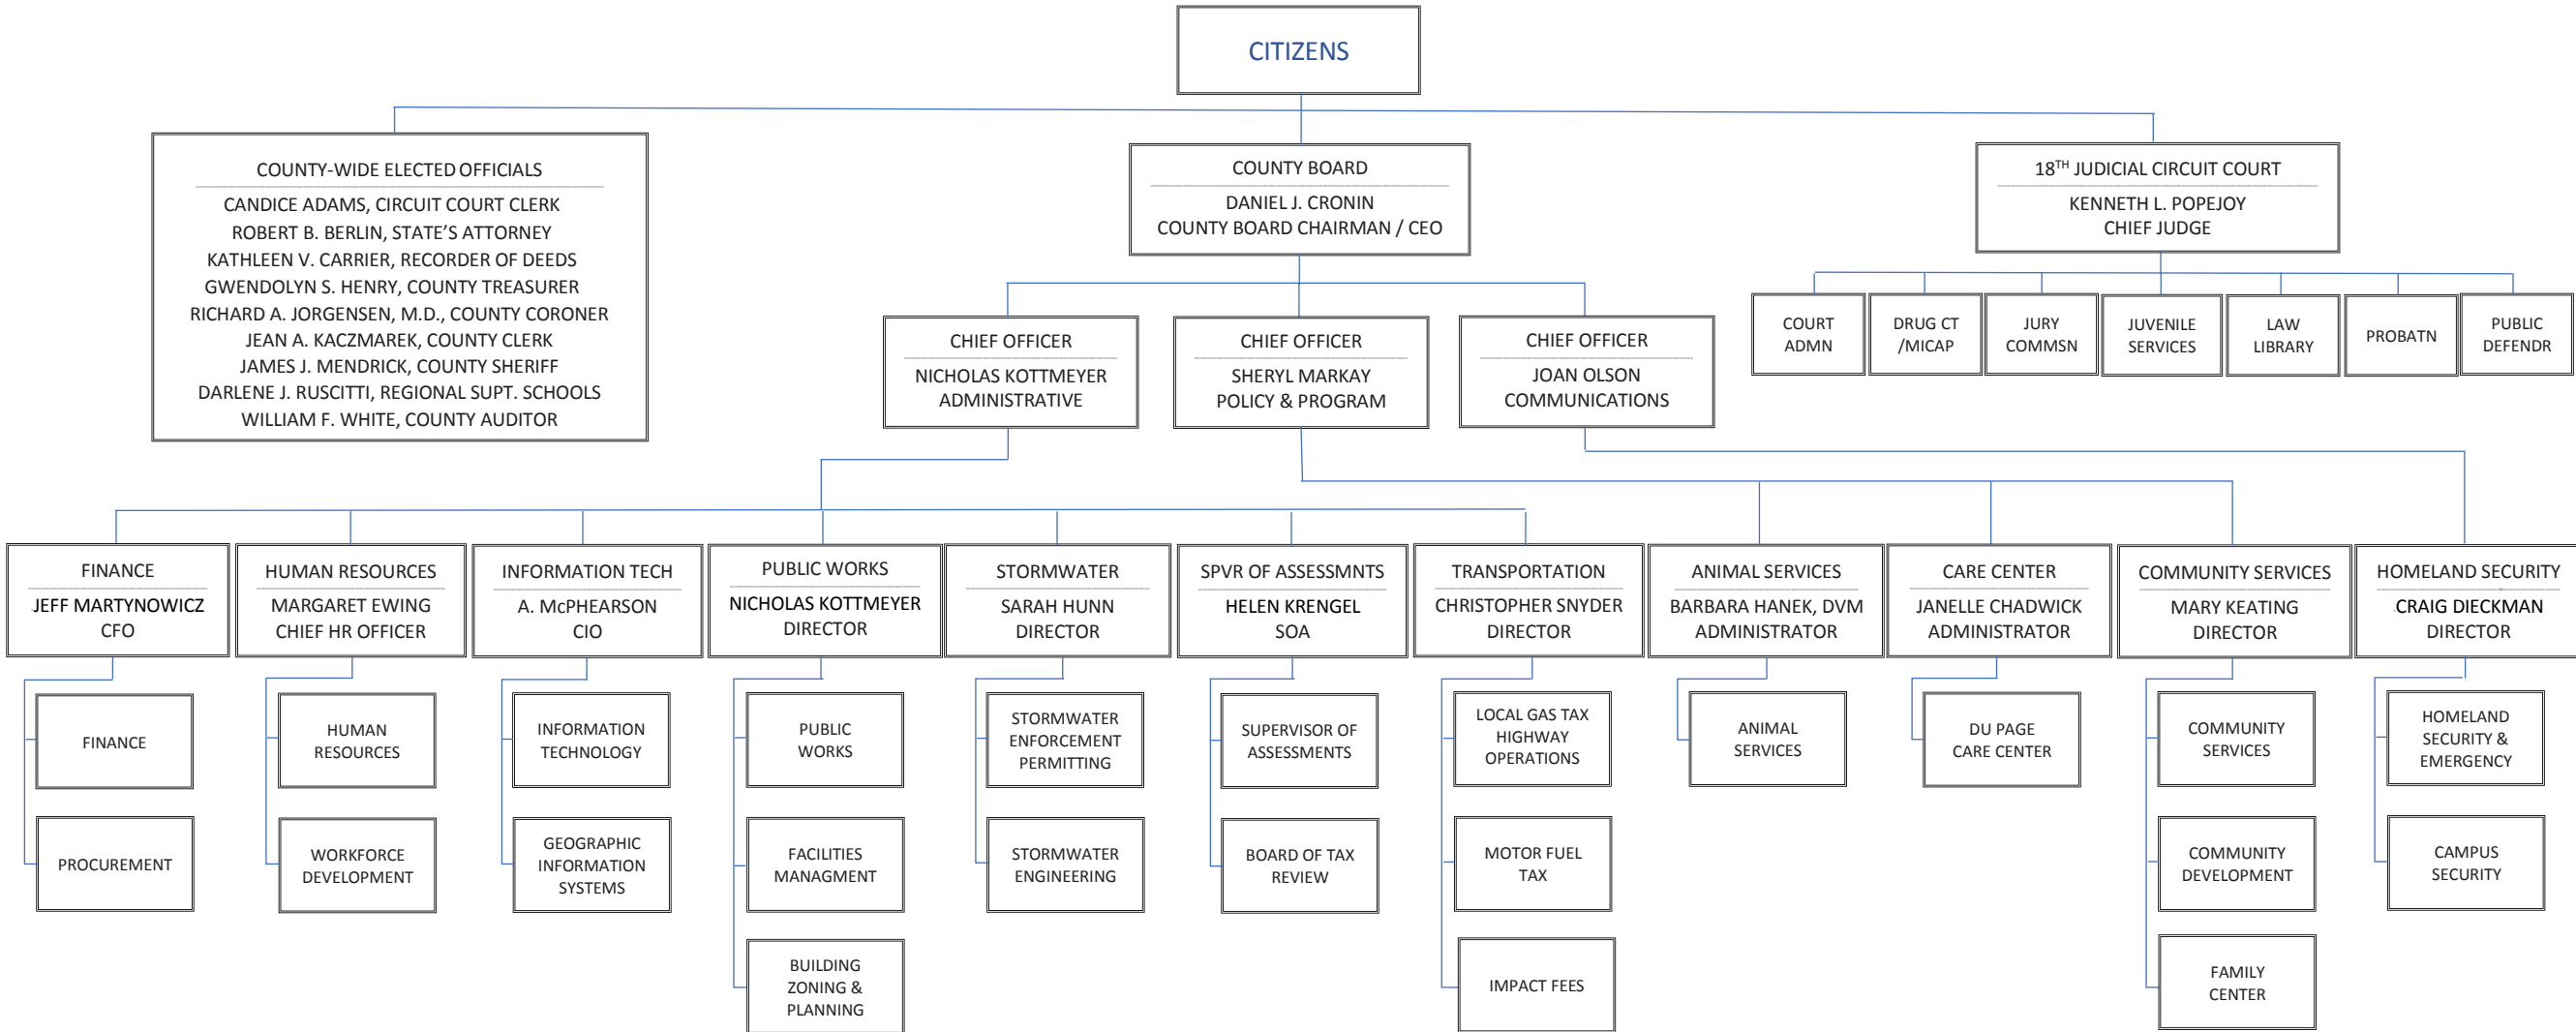 CITIZENS
COUNTY-WIDE ELECTED OFFICIALS
CANDICE ADAMS, CIRCUIT COURT CLERK
ROBERT B. BERLIN, STATE'S ATTORNEY
KATHLEEN V. CARRIER, RECORDER OF DEEDS
GWENDOLYN S. HENRY, COUNTY TREASURER
RICHARD A. JORGENSEN, M.D., COUNTY CORONER
JEAN A. KACZMAREK, COUNTY CLERK
JAMES J. MENDRICK, COUNTY SHERIFF
DARLENE J. RUSCITTI, REGIONAL SUPT. SCHOOLS
WILLIAM F. WHITE, COUNTY AUDITOR
COUNTY BOARD
DANIEL J. CRONIN
COUNTY BOARD CHAIRMAN / CEO
18TH JUDICIAL CIRCUIT COURT
KENNETH L. POPEJOY
CHIEF JUDGE
CHIEF OFFICER
NICHOLAS KOTTMEYER
ADMINISTRATIVE
CHIEF OFFICER
SHERYL MARKAY
POLICY & PROGRAM
CHIEF OFFICER
JOAN OLSON
COMMUNICATIONS
COURT
ADMN
DRUG CT
/MICAP
JURY
COMMSN
JUVENILE
SERVICES
LAW
LIBRARY
PROBATN
PUBLIC
DEFENDR
FINANCE
JEFF MARTYNOWICZ
CFO
HUMAN RESOURCES
MARGARET EWING
CHIEF HR OFFICER
INFORMATION TECH
A. McPHEARSON
CIO
PUBLIC WORKS
NICHOLAS KOTTMEYER
DIRECTOR
STORMWATER
SARAH HUNN
DIRECTOR
SPVR OF ASSESSMNTS
HELEN KRENGEL
SOA
TRANSPORTATION
CHRISTOPHER SNYDER
DIRECTOR
ANIMAL SERVICES
BARBARA HANEK, DVM
ADMINISTRATOR
CARE CENTER
JANELLE CHADWICK
ADMINISTRATOR
COMMUNITY SERVICES
MARY KEATING
DIRECTOR
HOMELAND SECURITY
CRAIG DIECKMAN
DIRECTOR
FINANCE
HUMAN
RESOURCES
INFORMATION
TECHNOLOGY
PUBLIC
WORKS
STORMWATER
ENFORCEMENT
PERMITTING
SUPERVISOR OF
ASSESSMENTS
LOCAL GAS TAX
HIGHWAY
OPERATIONS
ANIMAL
SERVICES
DU PAGE
CARE CENTER
COMMUNITY
SERVICES
HOMELAND
SECURITY &
EMERGENCY
PROCUREMENT
WORKFORCE
DEVELOPMENT
GEOGRAPHIC
INFORMATION
SYSTEMS
FACILITIES
MANAGMENT
STORMWATER
ENGINEERING
BOARD OF TAX
REVIEW
MOTOR FUEL
TAX
COMMUNITY
DEVELOPMENT
CAMPUS
SECURITY
BUILDING
ZONING &
PLANNING
IMPACT FEES
FAMILY
CENTER